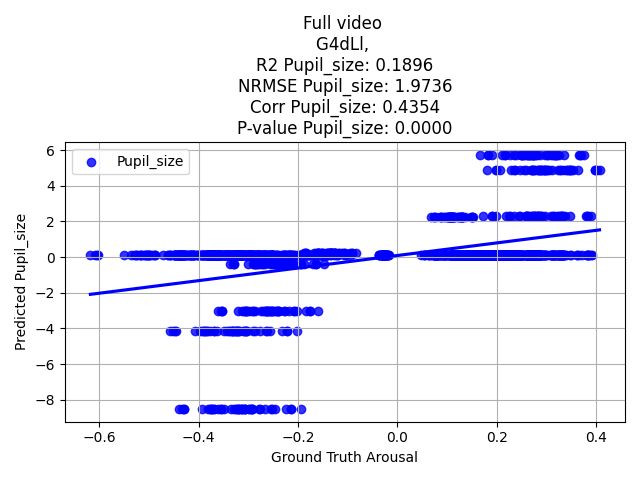 Full video
G4dLl,
R2 Pupil_size: 0.1896
NRMSE Pupil_size: 1.9736
Corr Pupil_size: 0.4354
P-value Pupil_size: 0.0000
Pupil_size
6
4
2
0
−2
−4
−6
−8
Predicted Pupil_size
−0.6
−0.4
−0.2
0.0
0.2
0.4
Ground Truth Arousal